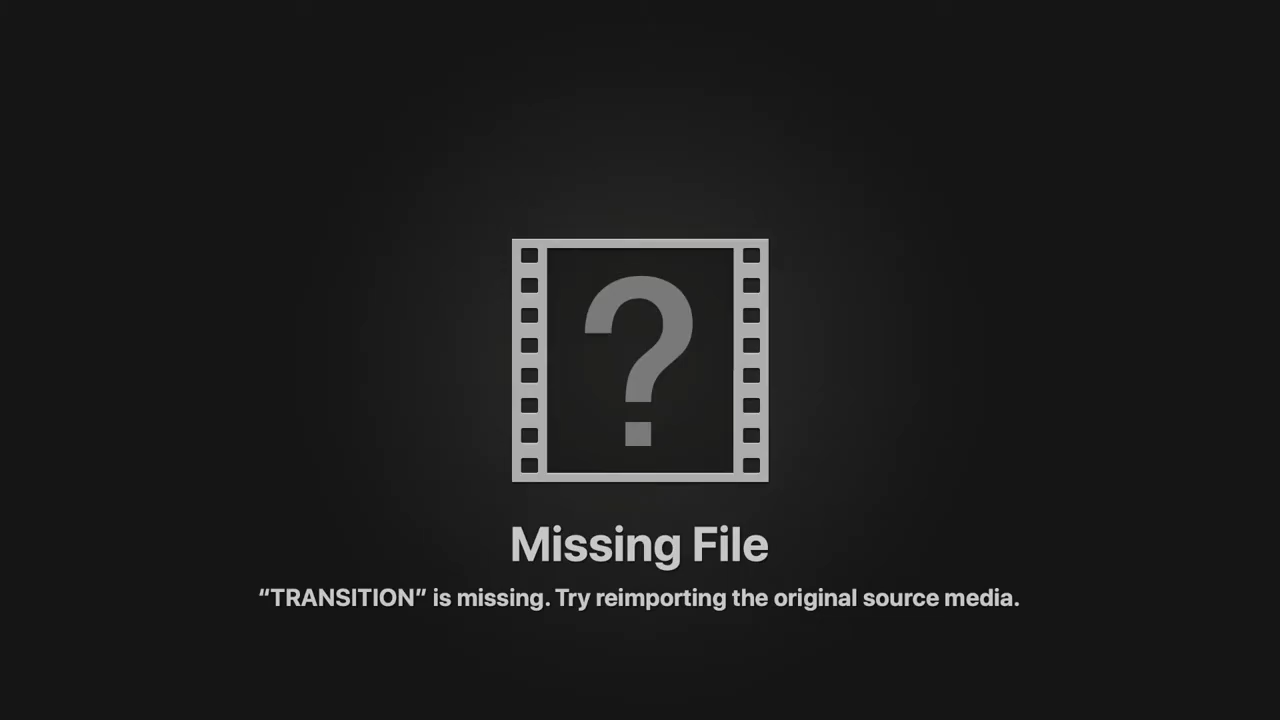 ?
Missing File
“TRANSITION” is missing. Try reimporting the original source media.